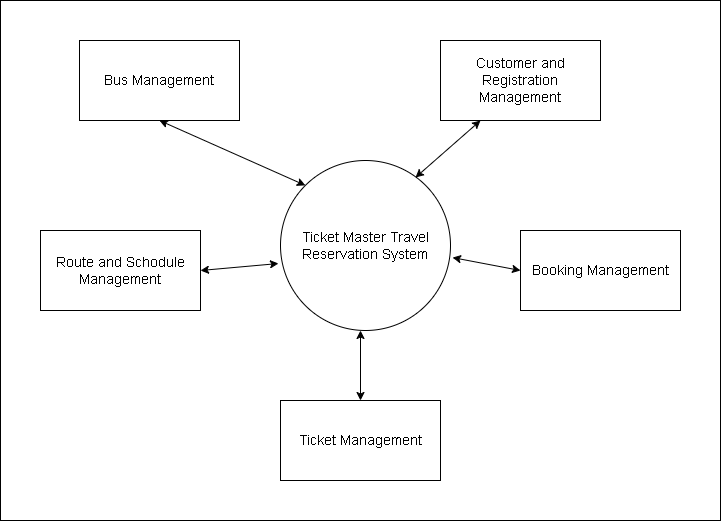 Bus Management
Customer and
Registration
Management
Ticket Master Travel
Reservation System
Route and Schodule
Management
Booking Management
Ticket Management